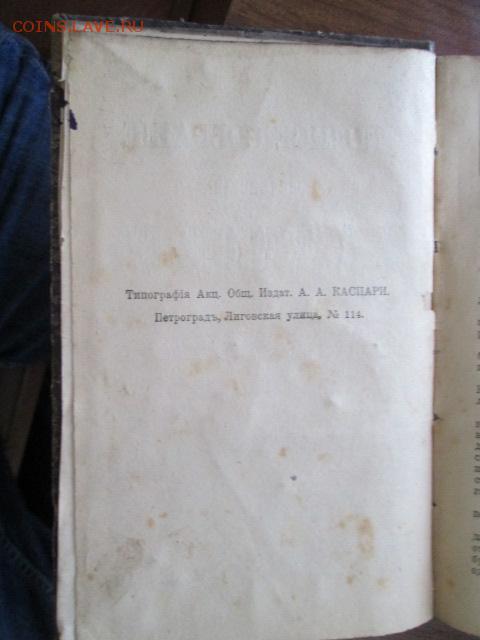 COINS.LAVE.RU
Типографія Акц. Общ. Издат. А. А. КАСПАРИ.
Петроградъ, Лиговская улица, № 114.